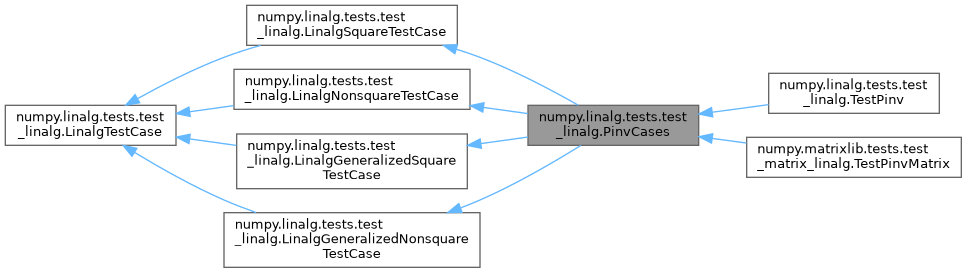 numpy.linalg.tests.test
_linalg.LinalgSquareTestCase
numpy.linalg.tests.test
_linalg.LinalgNonsquareTestCase
numpy.linalg.tests.test
_linalg.TestPinv
numpy.linalg.tests.test
_linalg.LinalgTestCase
numpy.linalg.tests.test
_linalg.PinvCases
numpy.linalg.tests.test
_linalg.LinalgGeneralizedSquare
TestCase
numpy.matrixlib.tests.test
_matrix_linalg.TestPinvMatrix
numpy.linalg.tests.test
_linalg.LinalgGeneralizedNonsquare
TestCase